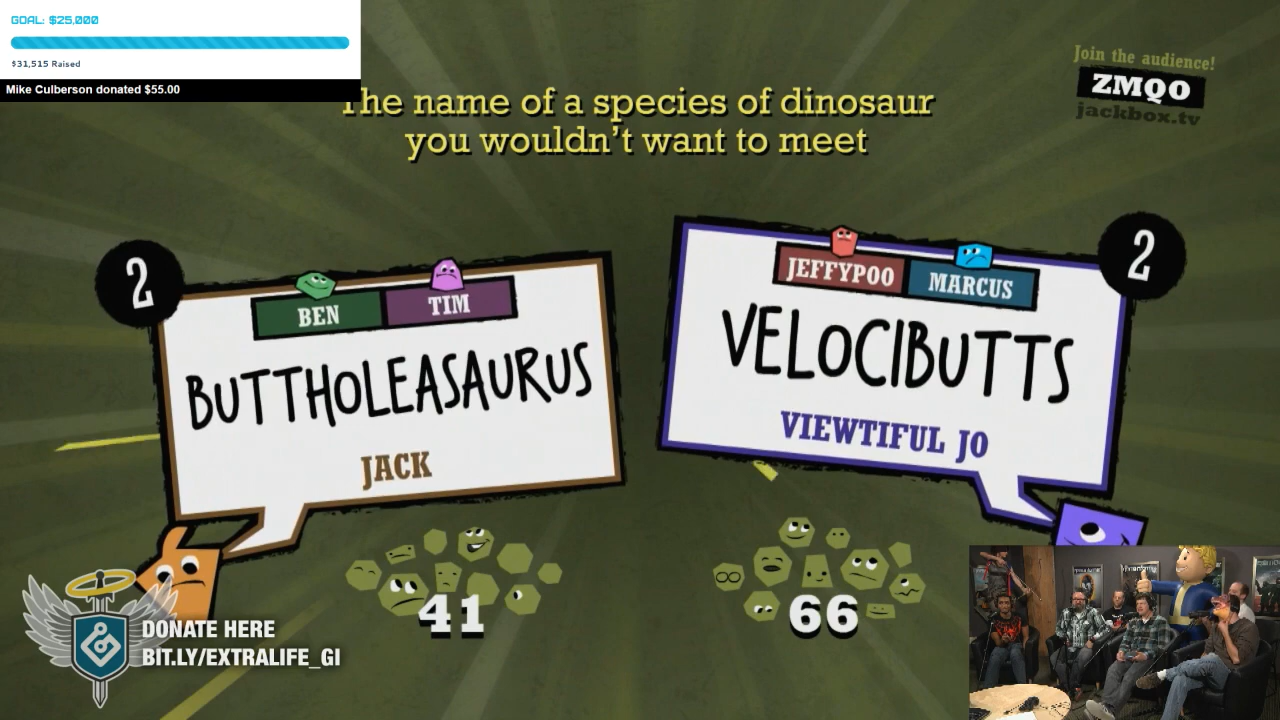 GOAL: $25,000
$31,515 Raised
Mike Culberson donated $55.00
Join the audience!
ZMQO
jackbox.tv
The name of a species of dinosaur
you wouldn't want to meet
2
BEN
TIM
BUTTHOLEASAURUS
JACK
41
2
JEFFYPOO
MARCUS
VELOCIBUTTS
VIEWTIFUL JO
66
DONATE HERE
BIT.LY/EXTRALIFE_GI